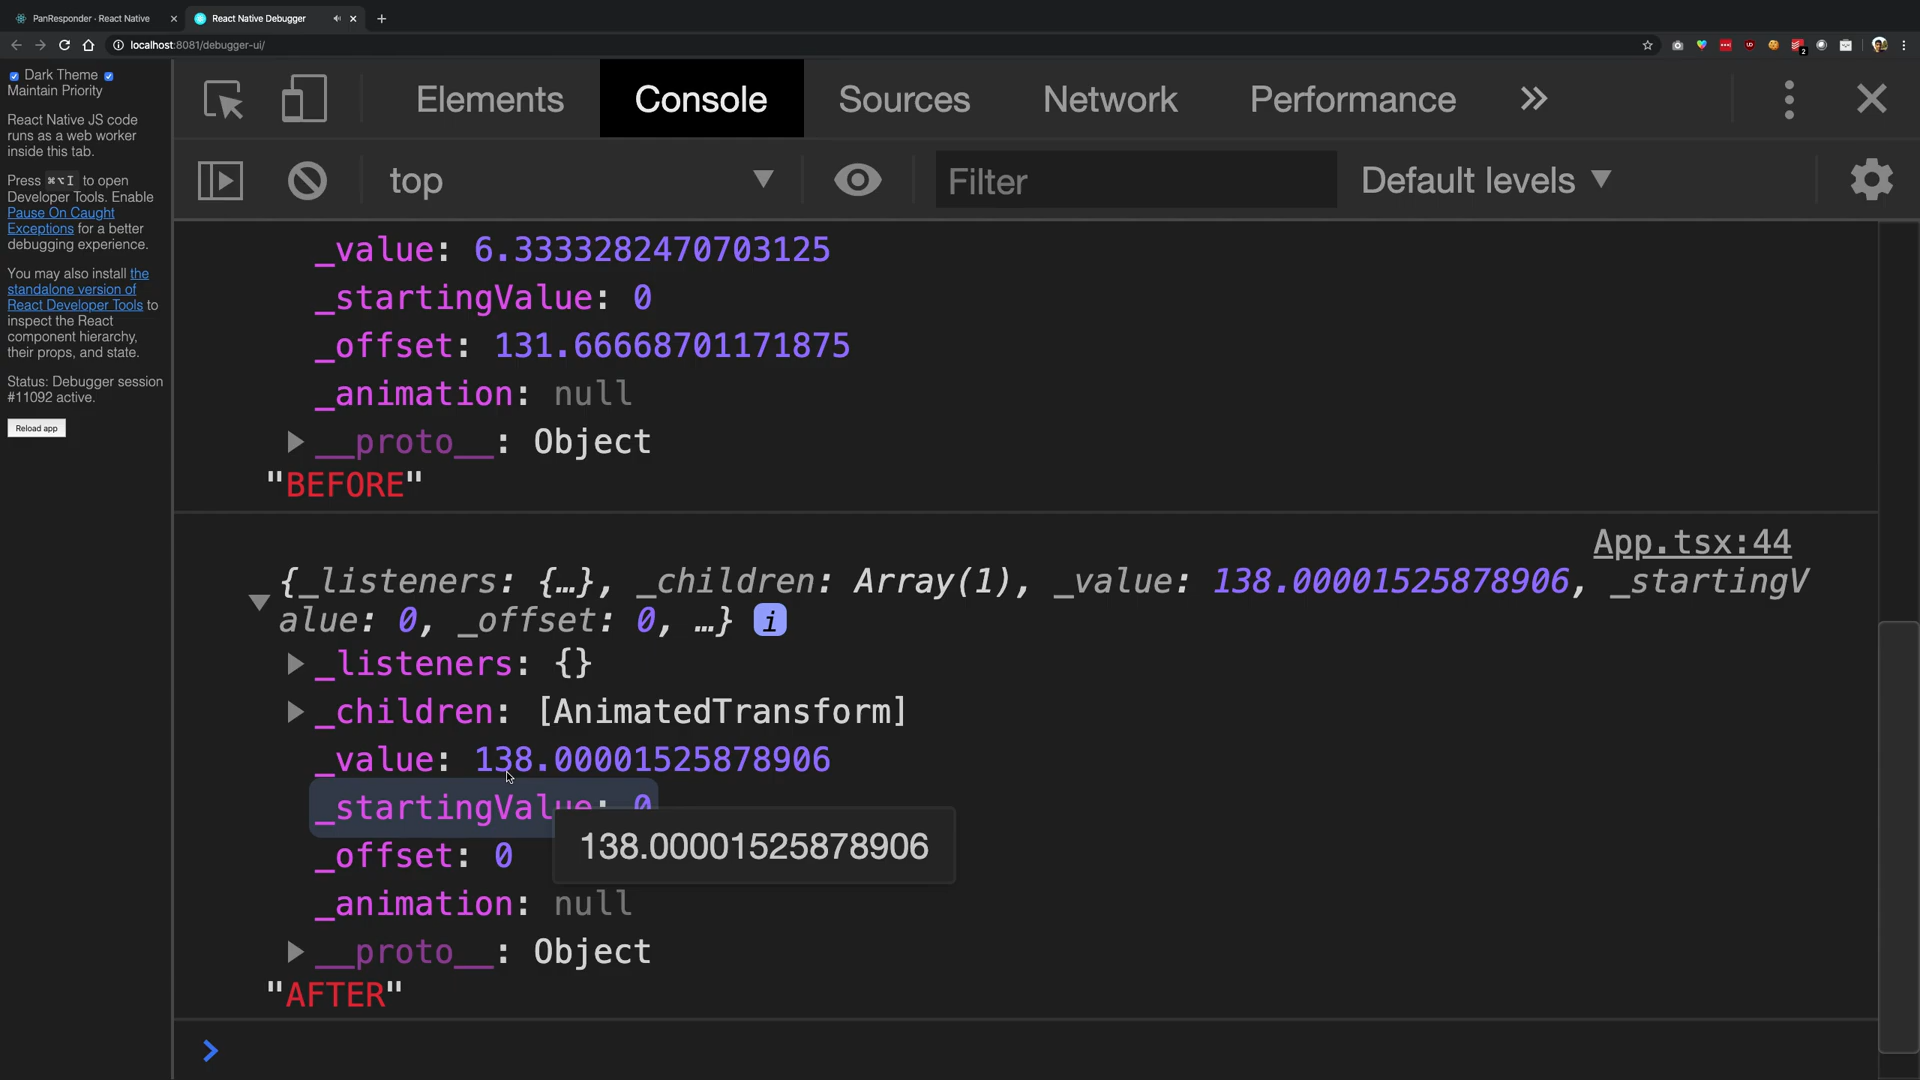 PanResponder · React Native
React Native Debugger
localhost:8081/debugger-ui/
Dark Theme
Maintain Priority
React Native JS code
runs as a web worker
inside this tab.
Press ⌘⌥I to open
Developer Tools. Enable
Pause On Caught
Exceptions for a better
debugging experience.
You may also install the
standalone version of
React Developer Tools to
inspect the React
component hierarchy,
their props, and state.
Status: Debugger session
#11092 active.
Reload app
Elements Console Sources Network Performance »
top Filter Default levels
_value: 6.3333282470703125
_startingValue: 0
_offset: 131.66668701171875
_animation: null
__proto__: Object
"BEFORE"
App.tsx:44
{_listeners: {…}, _children: Array(1), _value: 138.00001525878906, _startingV
alue: 0, _offset: 0, …} i
_listeners: {}
_children: [AnimatedTransform]
_value: 138.00001525878906
_startingValue: 0
138.00001525878906
_offset: 0
_animation: null
__proto__: Object
"AFTER"